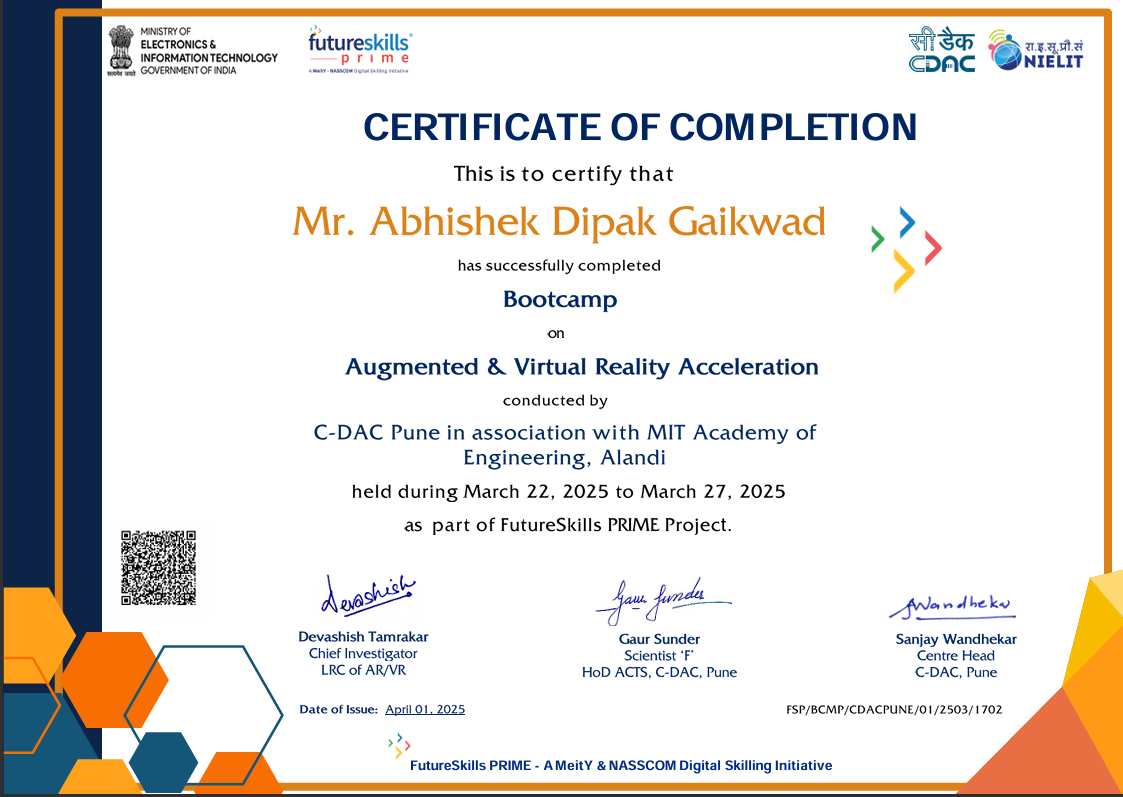 MINISTRY OF
ELECTRONICS &
INFORMATION TECHNOLOGY
GOVERNMENT OF INDIA
सत्यमेव जयते
futureskills
prime
A MeitY - NASSCOM Digital Skilling Initiative
सी डैक
CDAC
रा.इ.सू.प्रौ.सं
NIELIT
CERTIFICATE OF COMPLETION
This is to certify that
Mr. Abhishek Dipak Gaikwad
has successfully completed
Bootcamp
on
Augmented & Virtual Reality Acceleration
conducted by
C-DAC Pune in association with MIT Academy of
Engineering, Alandi
held during March 22, 2025 to March 27, 2025
as part of FutureSkills PRIME Project.
Devashish
Gaur Sunder
SWandhekar
Devashish Tamrakar
Chief Investigator
LRC of AR/VR
Gaur Sunder
Scientist ‘F’
HoD ACTS, C-DAC, Pune
Sanjay Wandhekar
Centre Head
C-DAC, Pune
Date of Issue: April 01, 2025
FSP/BCMP/CDACPUNE/01/2503/1702
FutureSkills PRIME - A MeitY & NASSCOM Digital Skilling Initiative